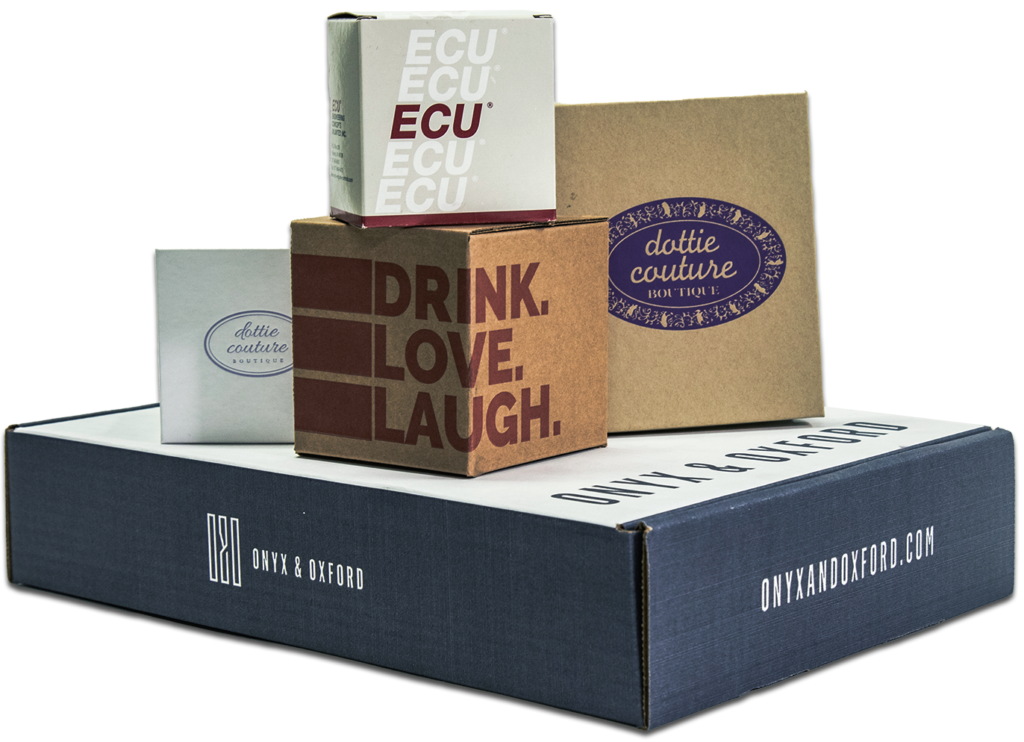 ECU®
ECU®
ECU®
ECU®
ECU®
ECU®
DRINK.
LOVE.
LAUGH.
dottie
couture
BOUTIQUE
dottie
couture
BOUTIQUE
ONYX & OXFORD
ONYX & OXFORD
ONYXANDOXFORD.COM